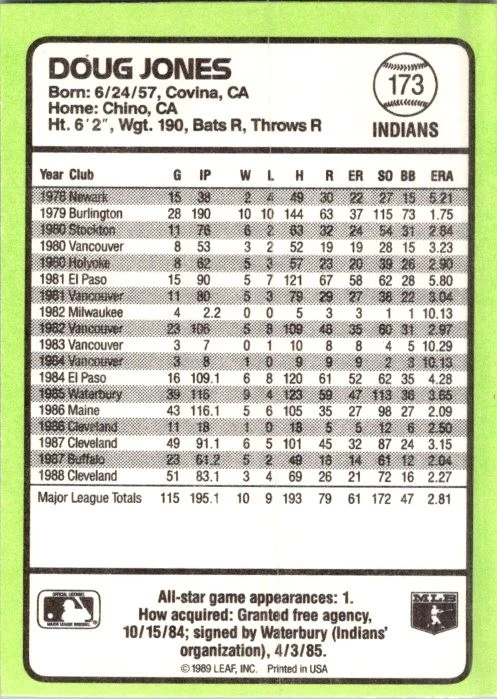 DOUG JONES
Born: 6/24/57, Covina, CA
Home: Chino, CA
Ht. 6'2", Wgt. 190, Bats R, Throws R
173
INDIANS
Year Club G IP W L H R ER SO BB ERA
1978 Newark 15 38 2 4 49 30 22 27 15 5.21
1979 Burlington 28 190 10 10 144 63 37 115 73 1.75
1980 Stockton 11 76 6 2 63 32 24 54 31 2.84
1980 Vancouver 8 53 3 2 52 19 19 28 15 3.23
1980 Holyoke 8 62 5 3 57 23 20 39 26 2.90
1981 El Paso 15 90 5 7 121 67 58 62 28 5.80
1981 Vancouver 11 80 5 3 79 29 27 38 22 3.04
1982 Milwaukee 4 2.2 0 0 5 3 3 1 1 10.13
1982 Vancouver 23 106 5 8 109 48 35 60 31 2.97
1983 Vancouver 3 7 0 1 10 8 8 4 5 10.29
1984 Vancouver 3 8 1 0 9 9 9 2 3 10.13
1984 El Paso 16 109.1 6 8 120 61 52 62 35 4.28
1985 Waterbury 39 116 9 4 123 59 47 113 36 3.65
1986 Maine 43 116.1 5 6 105 35 27 98 27 2.09
1986 Cleveland 11 18 1 0 18 5 5 12 6 2.50
1987 Cleveland 49 91.1 6 5 101 45 32 87 24 3.15
1987 Buffalo 23 61.2 5 2 49 18 14 61 12 2.04
1988 Cleveland 51 83.1 3 4 69 26 21 72 16 2.27
Major League Totals 115 195.1 10 9 193 79 61 172 47 2.81
All-star game appearances: 1.
How acquired: Granted free agency,
10/15/84; signed by Waterbury (Indians'
organization), 4/3/85.
© 1989 LEAF, INC. Printed in USA
MLB